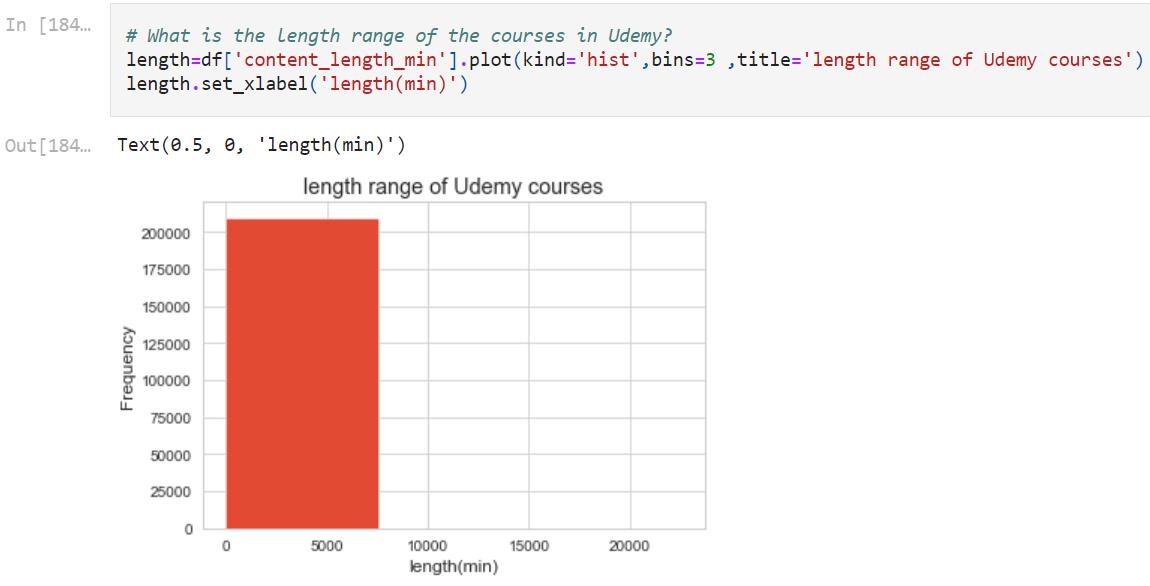 In [184…
# What is the length range of the courses in Udemy?
length=df['content_length_min'].plot(kind='hist',bins=3 ,title='length range of Udemy courses')
length.set_xlabel('length(min)')
Out[184…
Text(0.5, 0, 'length(min)')
length range of Udemy courses
200000
175000
150000
125000
100000
75000
50000
25000
0
Frequency
0 5000 10000 15000 20000
length(min)